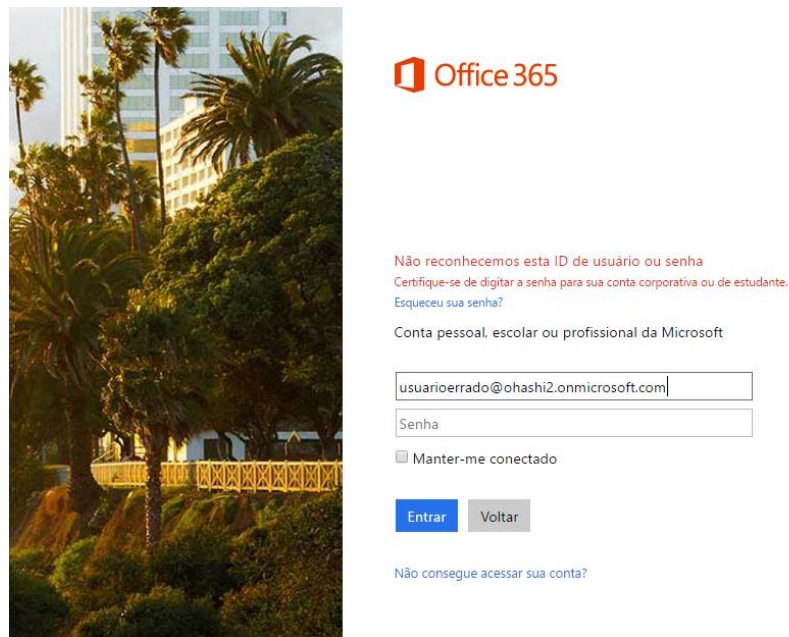 Office 365
Não reconhecemos esta ID de usuário ou senha
Certifique-se de digitar a senha para sua conta corporativa ou de estudante.
Esqueceu sua senha?
Conta pessoal, escolar ou profissional da Microsoft
usuarioerrado@ohashi2.onmicrosoft.com
Senha
Manter-me conectado
Entrar Voltar
Não consegue acessar sua conta?